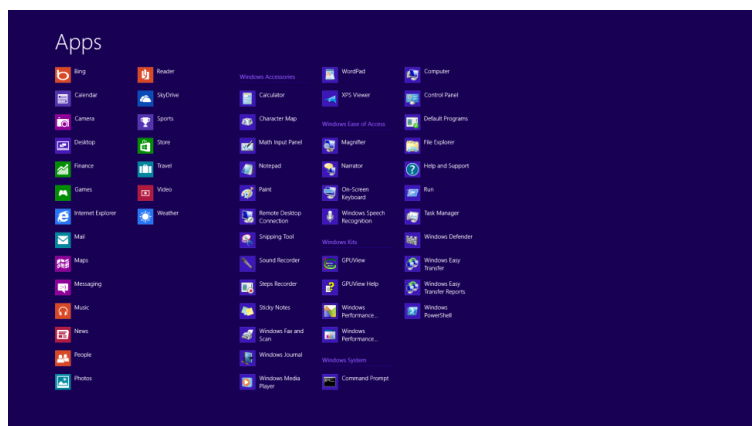 Apps
Bing
Calendar
Camera
Desktop
Finance
Games
Internet Explorer
Mail
Maps
Messaging
Music
News
People
Photos
Reader
SkyDrive
Sports
Store
Travel
Video
Weather
Windows Accessories
Calculator
Character Map
Math Input Panel
Notepad
Paint
Remote Desktop
Connection
Snipping Tool
Sound Recorder
Steps Recorder
Sticky Notes
Windows Fax and
Scan
Windows Journal
Windows Media
Player
WordPad
XPS Viewer
Windows Ease of Access
Magnifier
Narrator
On-Screen
Keyboard
Windows Speech
Recognition
Windows Kits
GPUView
GPUView Help
Windows
Performance...
Windows
Performance...
Windows System
Command Prompt
Computer
Control Panel
Default Programs
File Explorer
Help and Support
Run
Task Manager
Windows Defender
Windows Easy
Transfer
Windows Easy
Transfer Reports
Windows
PowerShell